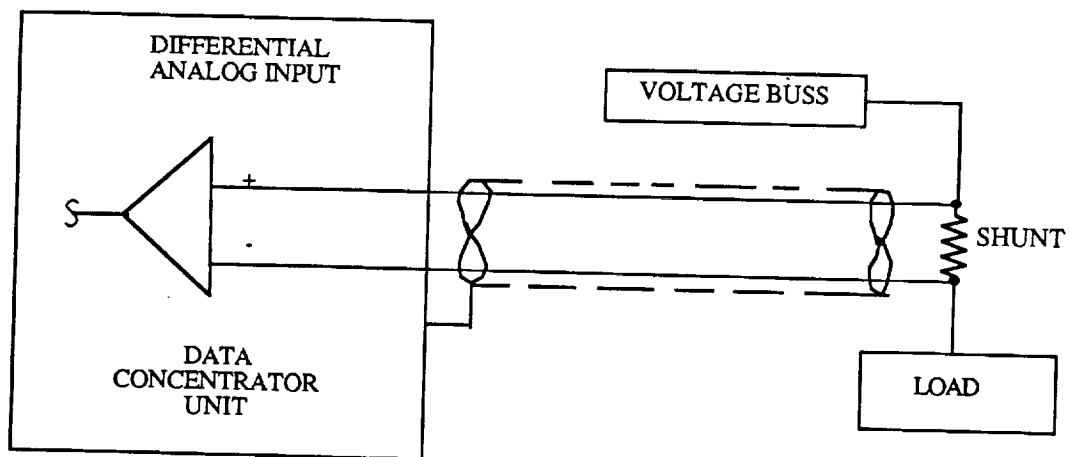 DIFFERENTIAL
ANALOG INPUT
VOLTAGE BUSS
+
-
SHUNT
DATA
CONCENTRATOR
UNIT
LOAD